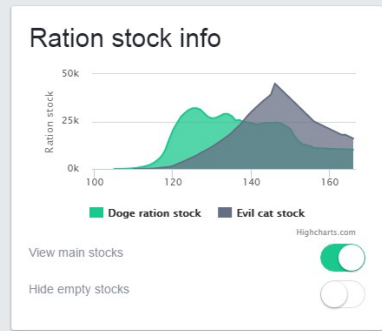 Ration stock info
50k
25k
0k
Ration stock
100 120 140 160
Doge ration stock Evil cat stock
Highcharts.com
View main stocks
Hide empty stocks